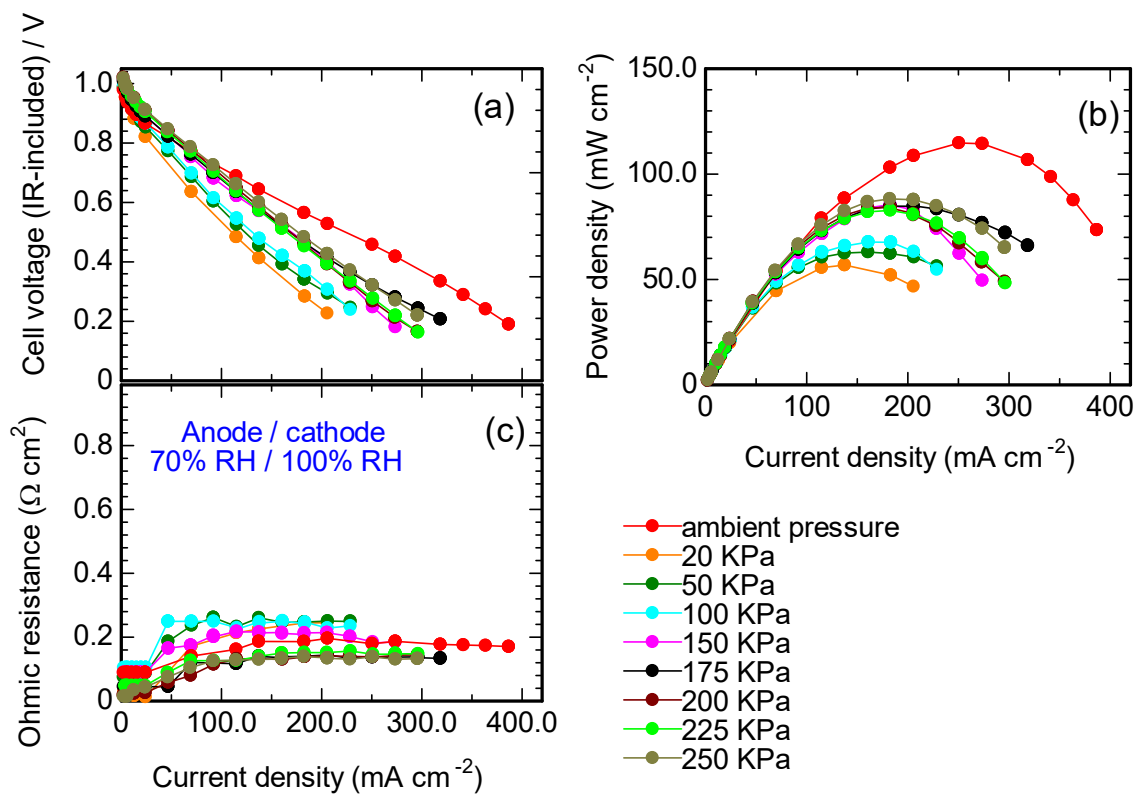 Cell voltage (IR-included) / V
1.0
0.8
0.6
0.4
0.2
0
(a)
Power density (mW cm⁻²)
150.0
100.0
50.0
0.0
(b)
0 100 200 300 400
Current density (mA cm⁻²)
Ohmic resistance (Ω cm²)
0.8
0.6
0.4
0.2
0
(c)
Anode / cathode
70% RH / 100% RH
0 100.0 200.0 300.0 400.0
Current density (mA cm⁻²)
ambient pressure
20 KPa
50 KPa
100 KPa
150 KPa
175 KPa
200 KPa
225 KPa
250 KPa